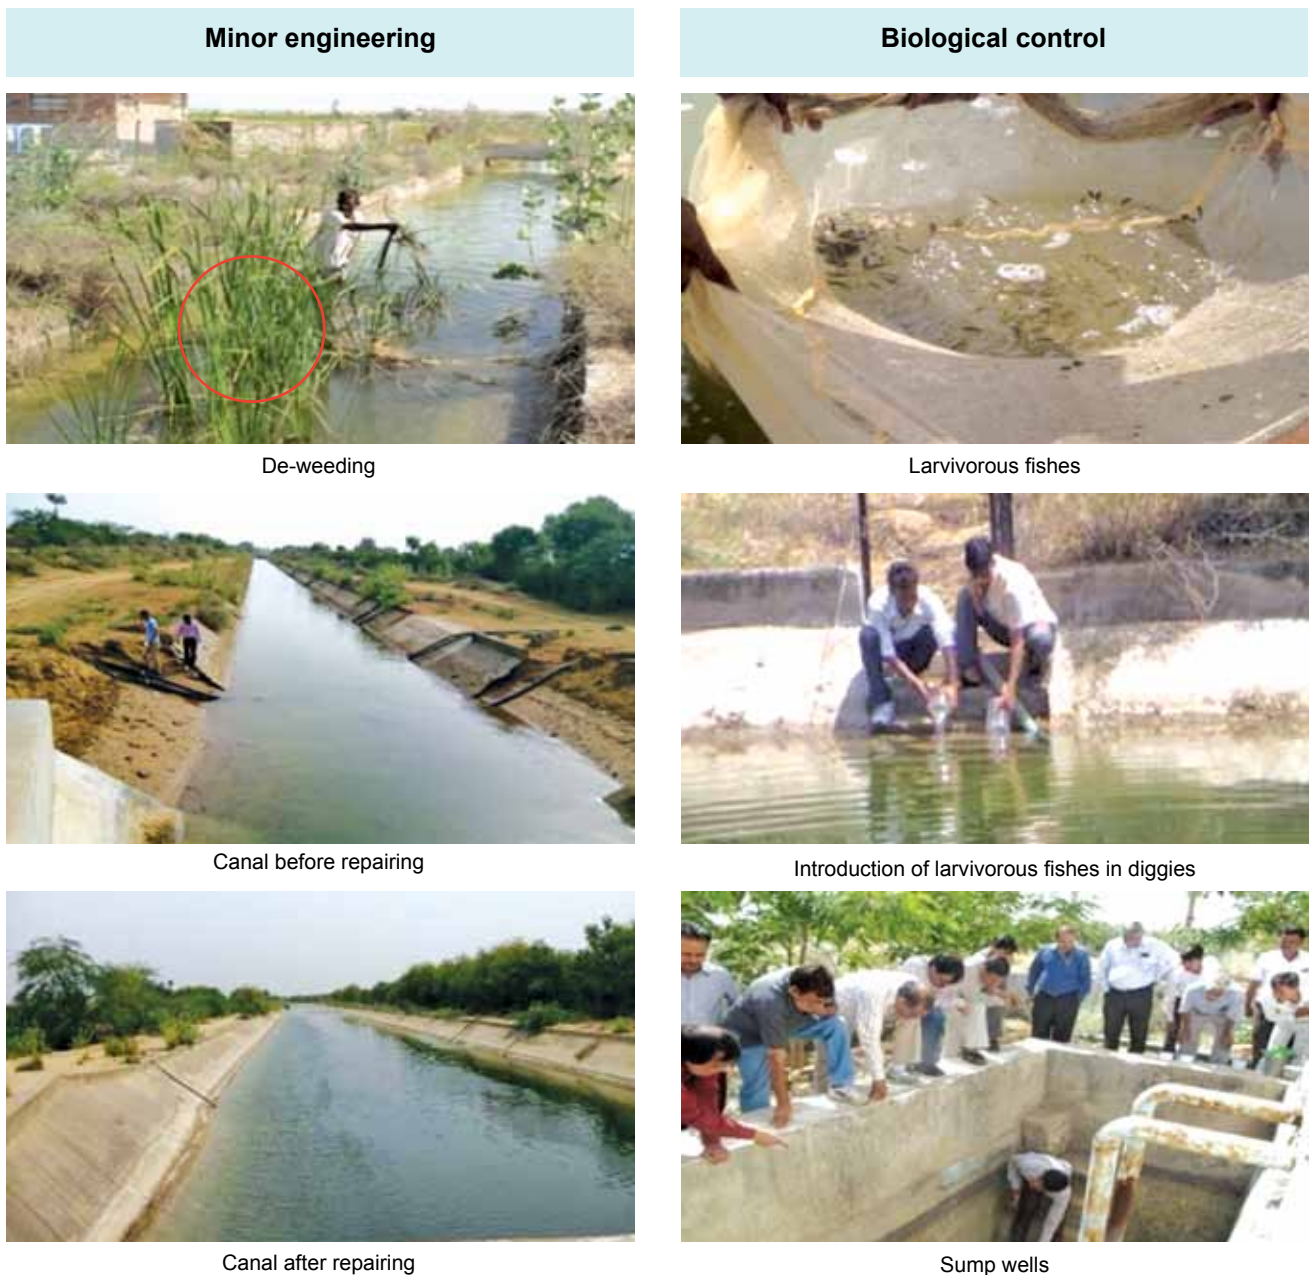 Minor engineering
Biological control
De-weeding
Larvivorous fishes
Canal before repairing
Introduction of larvivorous fishes in diggies
Canal after repairing
Sump wells